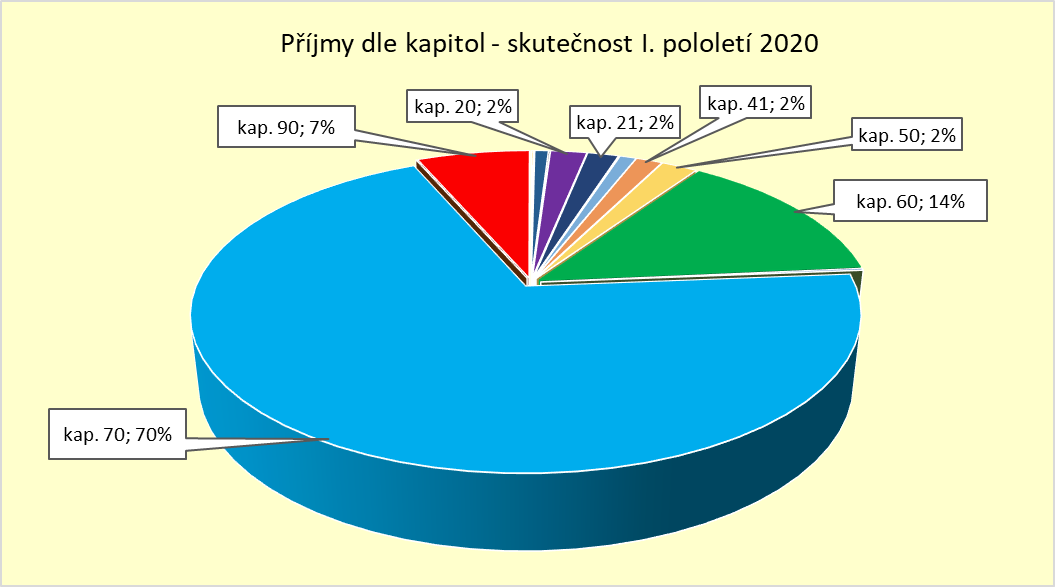 Příjmy dle kapitol - skutečnost I. pololetí 2020
kap. 90; 7%
kap. 20; 2%
kap. 21; 2%
kap. 41; 2%
kap. 50; 2%
kap. 60; 14%
kap. 70; 70%